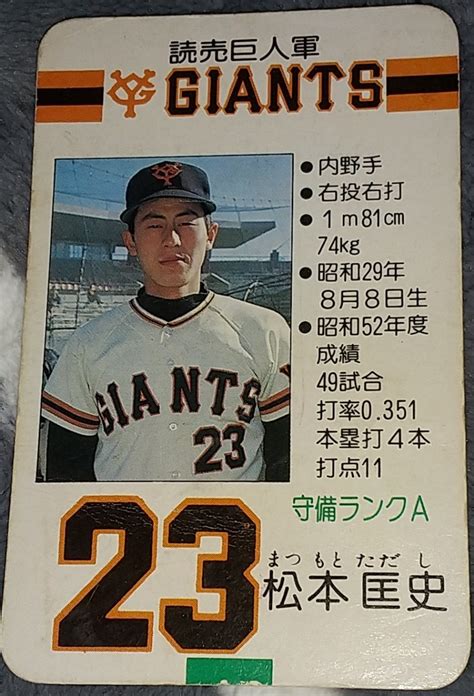 読売巨人軍
YG GIANTS
●内野手
●右投右打
●1m81cm
74kg
●昭和29年
8月8日生
●昭和52年度
成績
49試合
打率0.351
本塁打4本
打点11
GIANTS
23
守備ランクA
23
まつもとただし
松本匡史